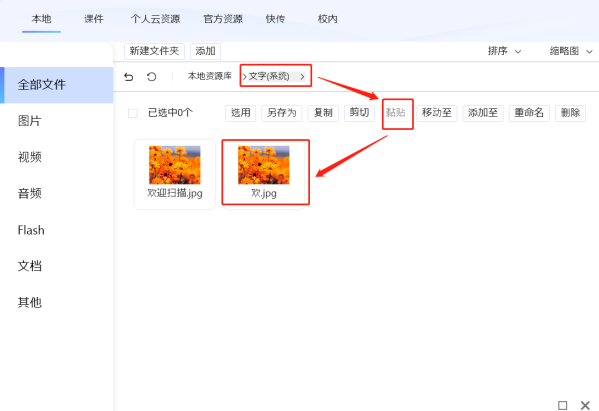 本地 课件 个人云资源 官方资源 快传 校内
新建文件夹 添加 排序 缩略图
全部文件 本地资源库 文字(系统)
已选中0个 选用 另存为 复制 剪切 黏贴 移动至 添加至 重命名 删除
图片
视频
音频
欢迎扫描.jpg 欢.jpg
Flash
文档
其他